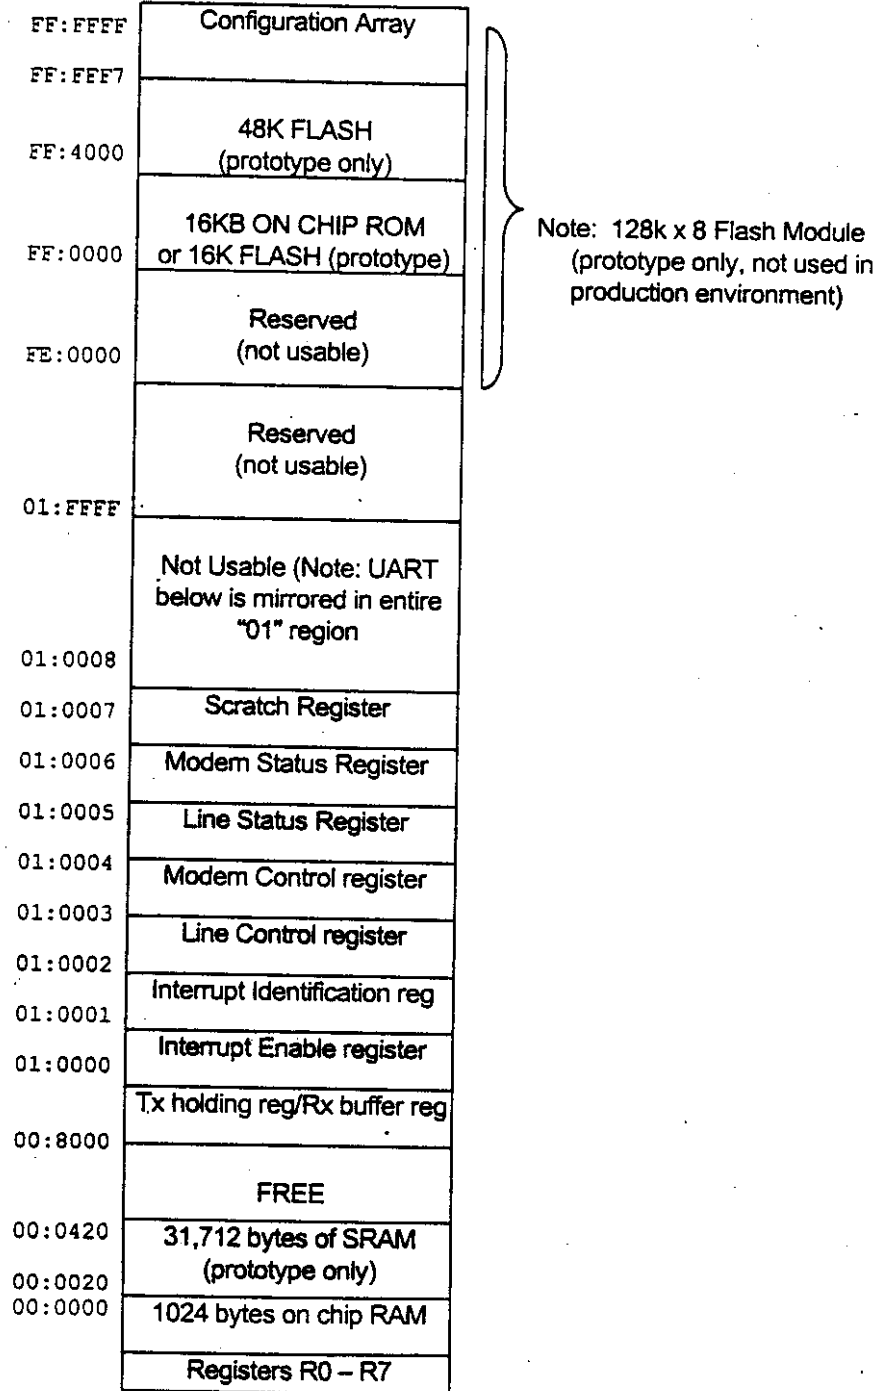 FF:FFFF Configuration Array
FF:FFF7
48K FLASH
FF:4000 (prototype only)
16KB ON CHIP ROM
FF:0000 or 16K FLASH (prototype)
Note: 128k x 8 Flash Module
(prototype only, not used in
production environment)
Reserved
FE:0000 (not usable)
Reserved
(not usable)
01:FFFF
Not Usable (Note: UART
below is mirrored in entire
"01" region
01:0008
01:0007 Scratch Register
01:0006 Modem Status Register
01:0005 Line Status Register
01:0004 Modem Control register
01:0003 Line Control register
01:0002 Interrupt Identification reg
01:0001 Interrupt Enable register
01:0000 Tx holding reg/Rx buffer reg
00:8000
FREE
00:0420 31,712 bytes of SRAM
(prototype only)
00:0020
00:0000 1024 bytes on chip RAM
Registers R0 – R7